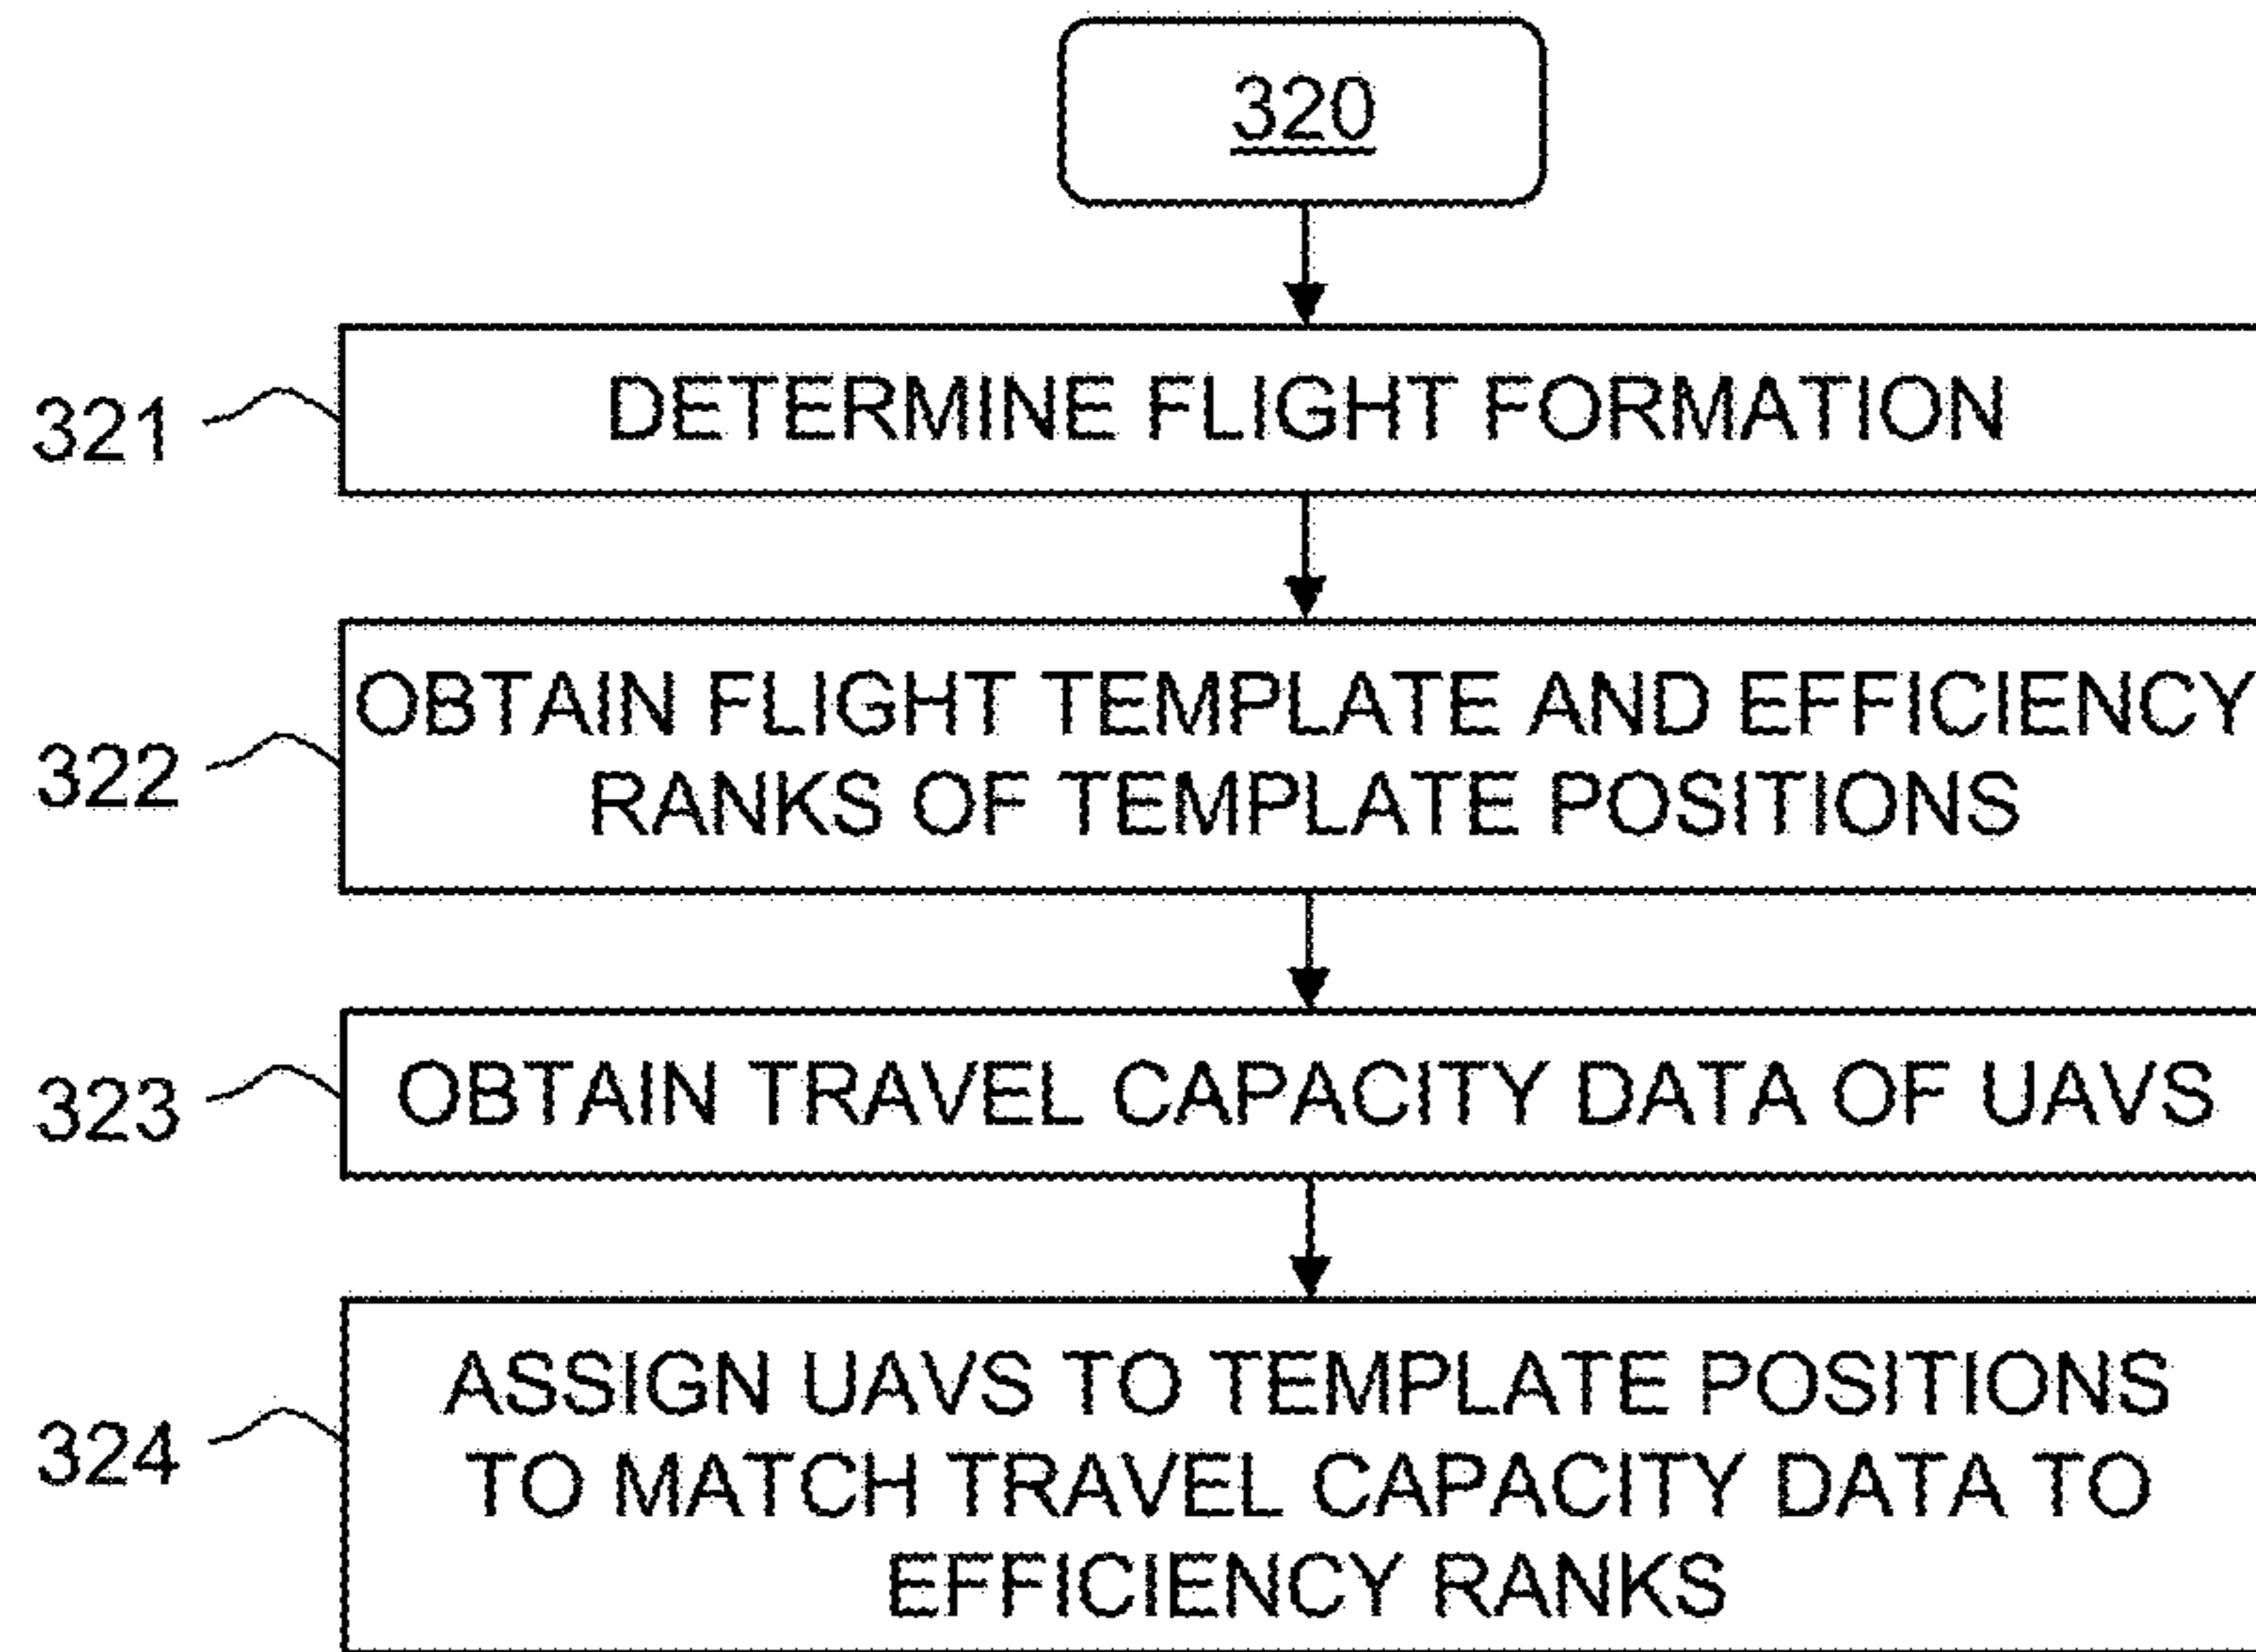 320
321
DETERMINE FLIGHT FORMATION
322
OBTAIN FLIGHT TEMPLATE AND EFFICIENCY
RANKS OF TEMPLATE POSITIONS
323
OBTAIN TRAVEL CAPACITY DATA OF UAVS
324
ASSIGN UAVS TO TEMPLATE POSITIONS
TO MATCH TRAVEL CAPACITY DATA TO
EFFICIENCY RANKS